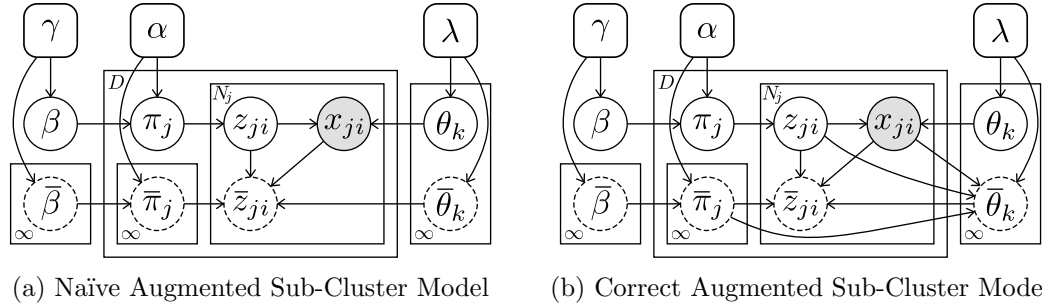 γ α λ γ α λ
D N_j D N_j
β π_j z_ji x_ji θ_k β π_j z_ji x_ji θ_k
β̄ π̄_j z̄_ji θ̄_k β̄ π̄_j z̄_ji θ̄_k
∞ ∞ ∞ ∞ ∞ ∞
(a) Naïve Augmented Sub-Cluster Model (b) Correct Augmented Sub-Cluster Mode